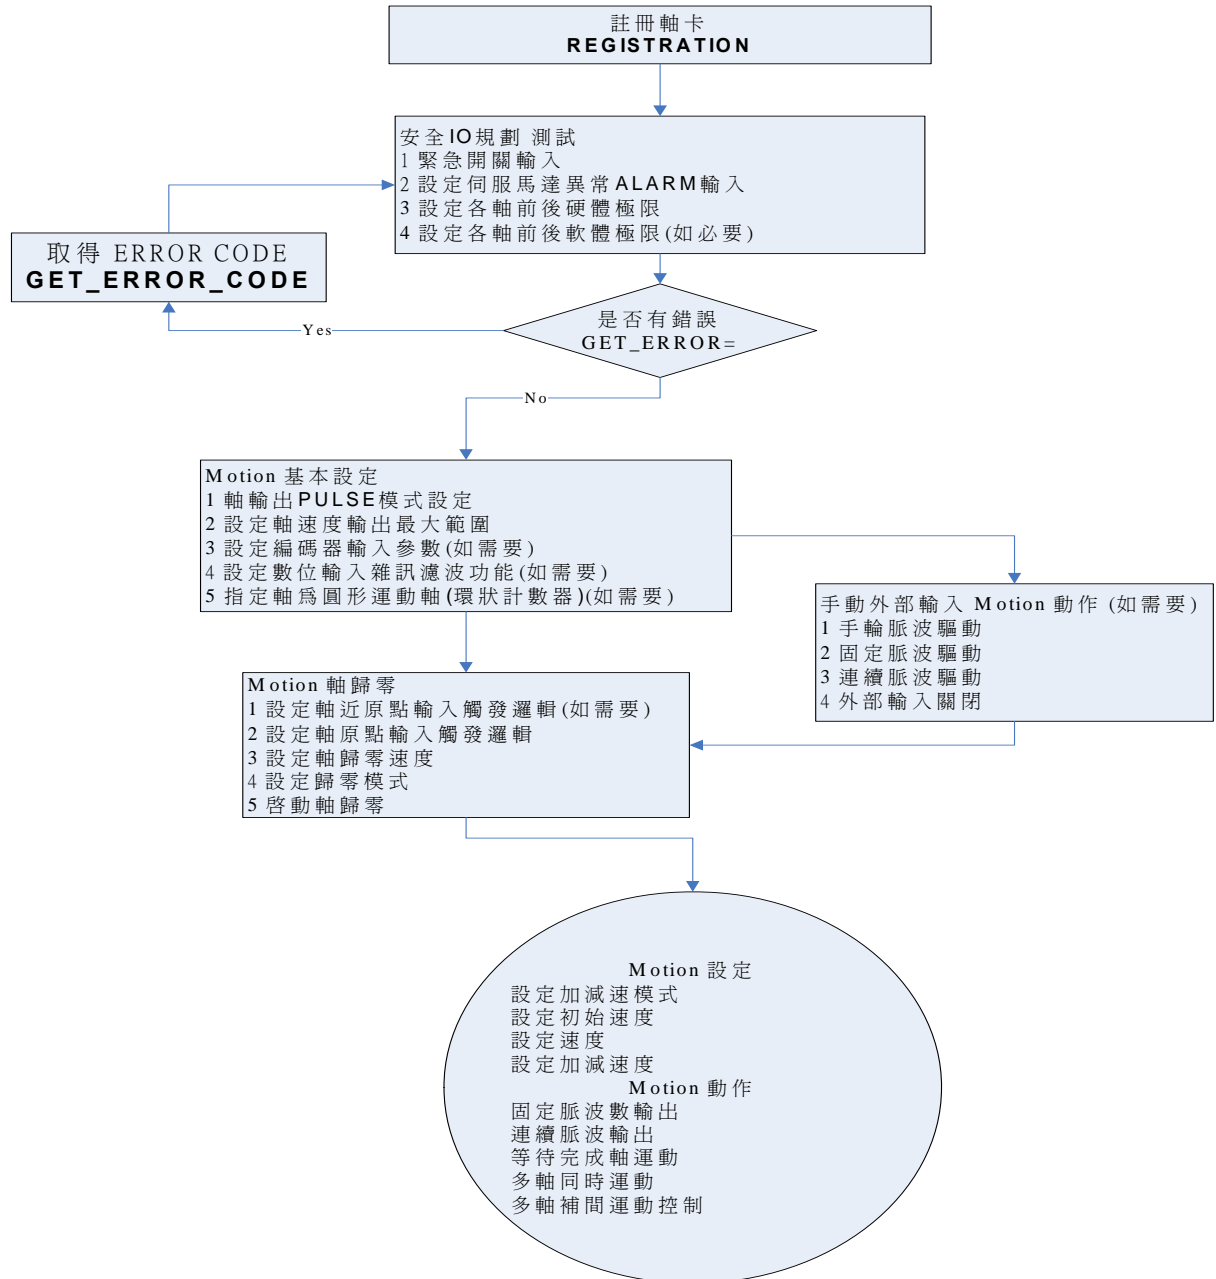 註冊軸卡
REGISTRATION
安全IO規劃 測試
1 緊急開關輸入
2 設定伺服馬達異常ALARM輸入
3 設定各軸前後硬體極限
4 設定各軸前後軟體極限(如必要)
取得 ERROR CODE
GET_ERROR_CODE
是否有錯誤
GET_ERROR=
Yes
No
Motion 基本設定
1 軸輸出PULSE模式設定
2 設定軸速度輸出最大範圍
3 設定編碼器輸入參數(如需要)
4 設定數位輸入雜訊濾波功能(如需要)
5 指定軸為圓形運動軸(環狀計數器)(如需要)
手動外部輸入 Motion 動作 (如需要)
1 手輪脈波驅動
2 固定脈波驅動
3 連續脈波驅動
4 外部輸入關閉
Motion 軸歸零
1 設定軸近原點輸入觸發邏輯(如需要)
2 設定軸原點輸入觸發邏輯
3 設定軸歸零速度
4 設定歸零模式
5 啓動軸歸零
Motion 設定
設定加減速模式
設定初始速度
設定速度
設定加減速度
Motion 動作
固定脈波數輸出
連續脈波輸出
等待完成軸運動
多軸同時運動
多軸補間運動控制